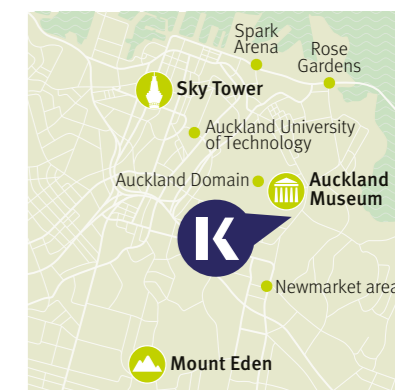 Spark
Arena
Rose
Gardens
Sky Tower
Auckland University
of Technology
Auckland Domain
Auckland
Museum
K
Newmarket area
Mount Eden